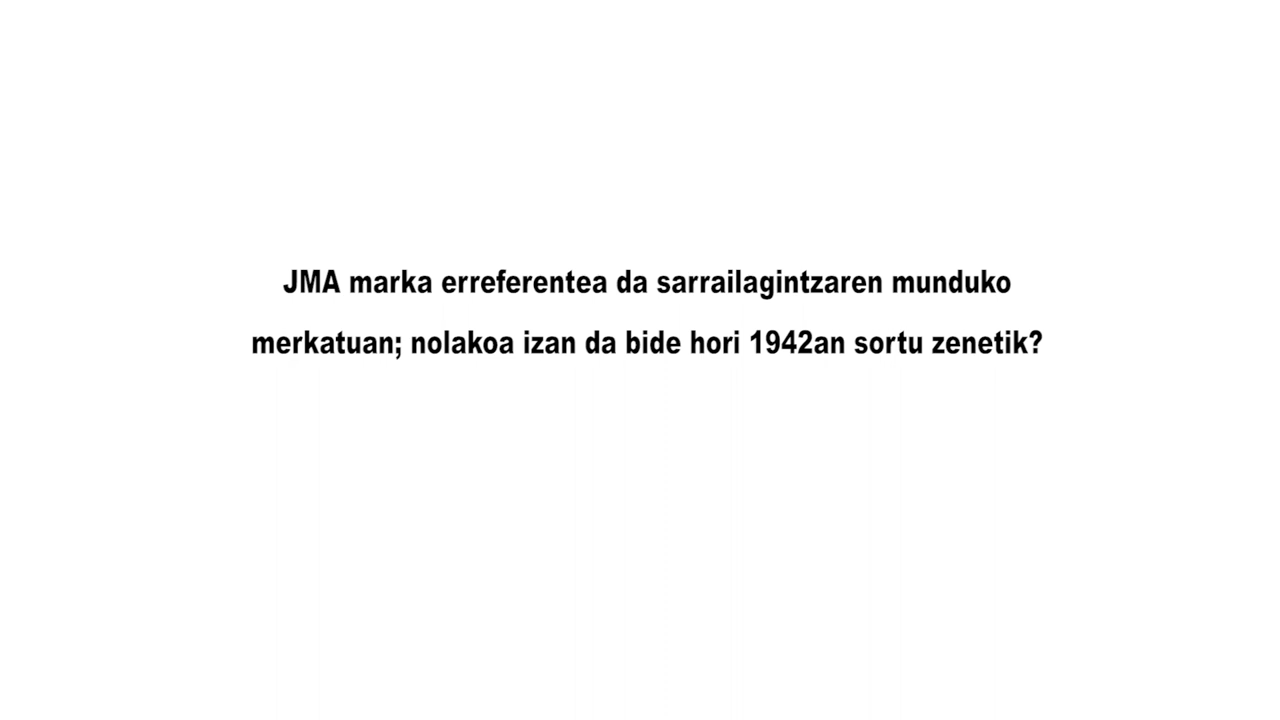 JMA marka erreferentea da sarrailagintzaren munduko
merkatuan; nolakoa izan da bide hori 1942an sortu zenetik?